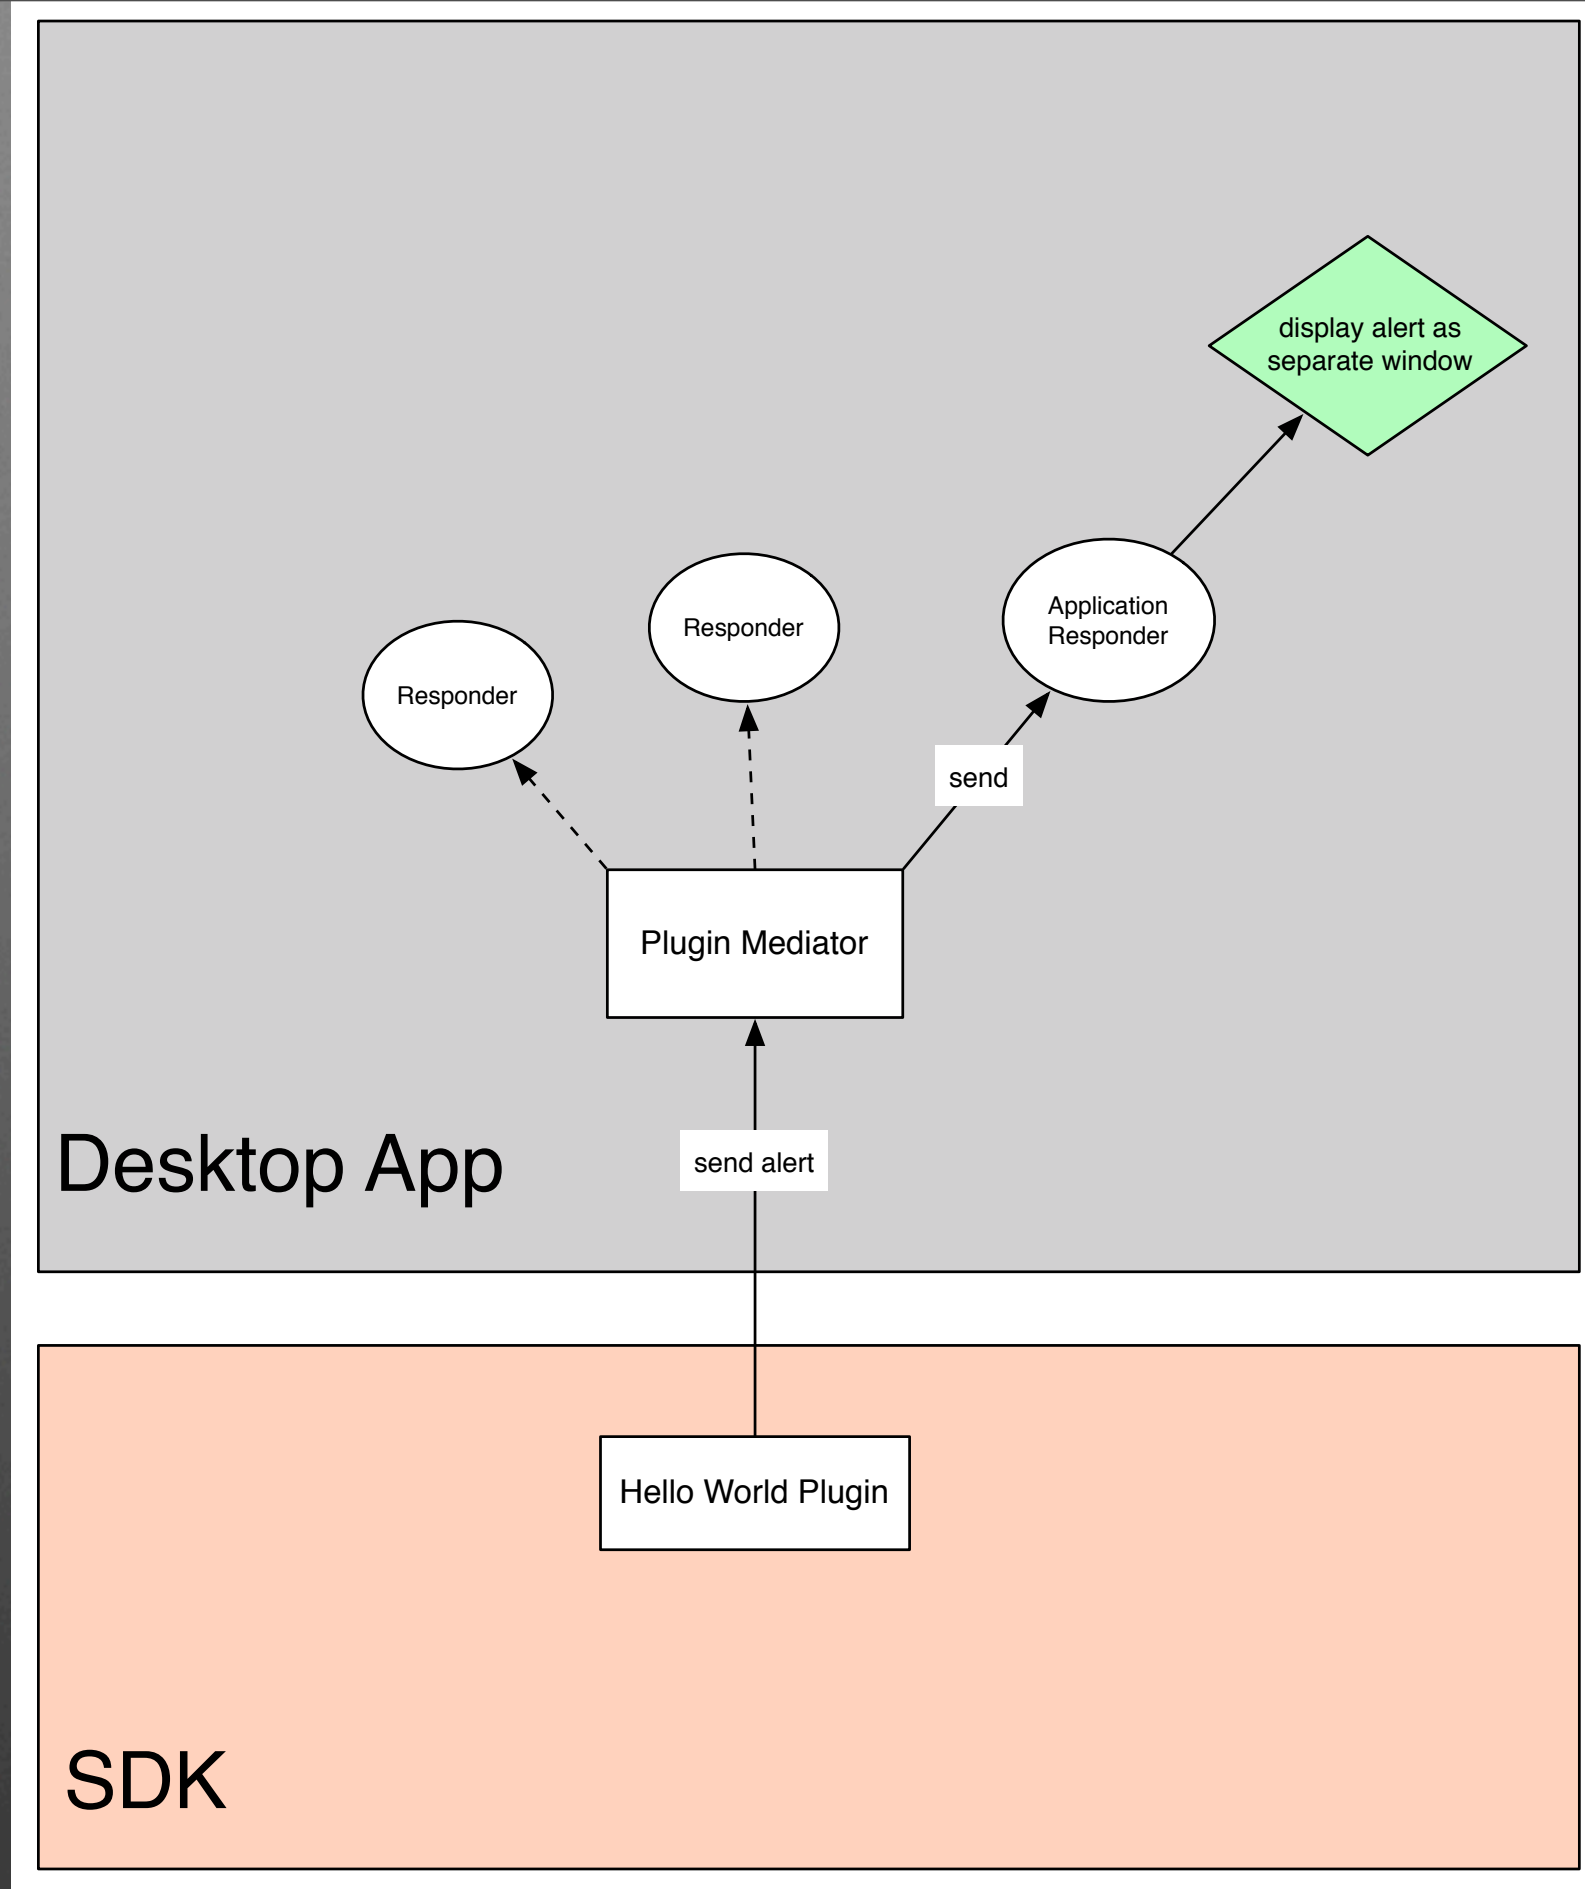 display alert as
separate window
Application
Responder
Responder
Responder
send
Plugin Mediator
Desktop App
send alert
Hello World Plugin
SDK